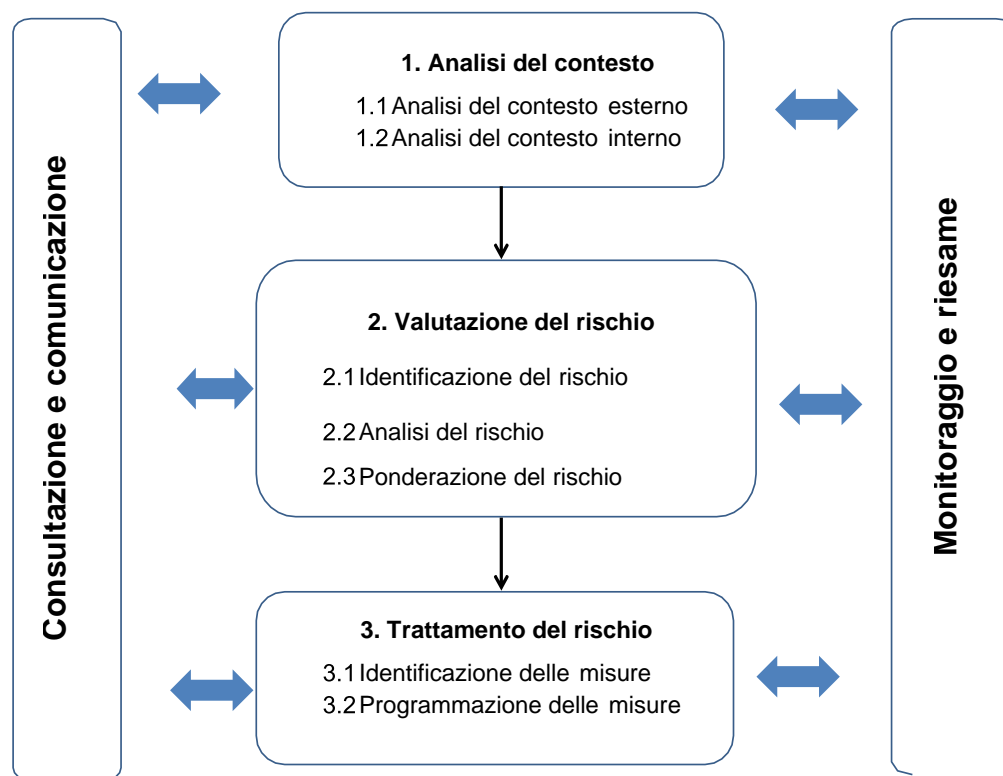 Consultazione e comunicazione
1. Analisi del contesto
1.1 Analisi del contesto esterno
1.2 Analisi del contesto interno
2. Valutazione del rischio
2.1 Identificazione del rischio
2.2 Analisi del rischio
2.3 Ponderazione del rischio
3. Trattamento del rischio
3.1 Identificazione delle misure
3.2 Programmazione delle misure
Monitoraggio e riesame